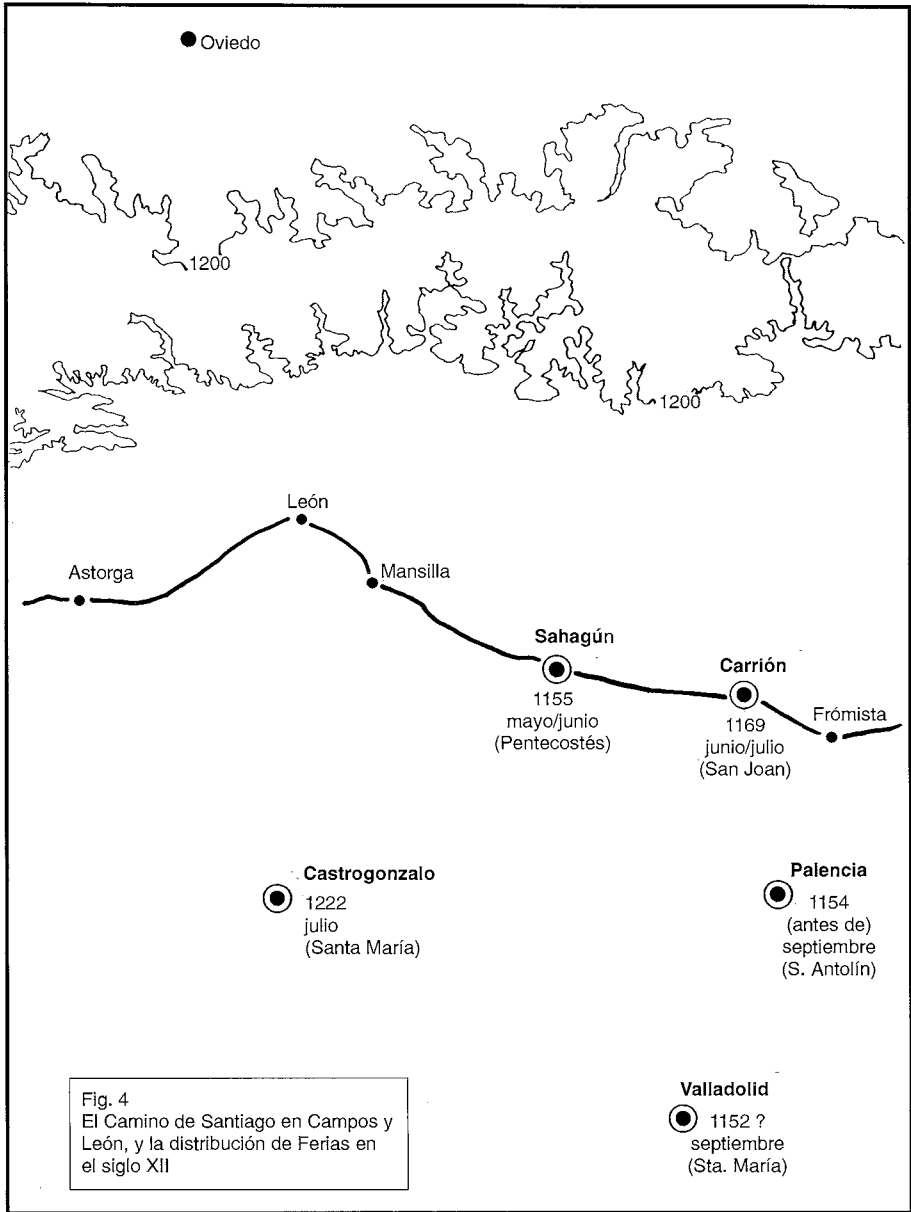 Oviedo
1200
1200
León
Astorga
Mansilla
Sahagún
1155
mayo/junio
(Pentecostés)
Carrión
1169
junio/julio
(San Joan)
Frómista
Castrogonzalo
1222
julio
(Santa María)
Palencia
1154
(antes de)
septiembre
(S. Antolín)
Valladolid
1152 ?
septiembre
(Sta. María)
Fig. 4
El Camino de Santiago en Campos y
León, y la distribución de Ferias en
el siglo XII